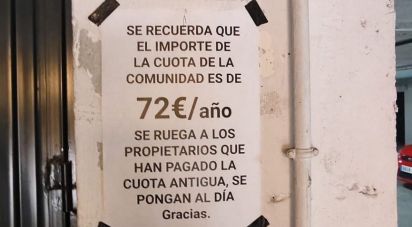 SE RECUERDA QUE
EL IMPORTE DE
LA CUOTA DE LA
COMUNIDAD ES DE
72€/año
SE RUEGA A LOS
PROPIETARIOS QUE
HAN PAGADO LA
CUOTA ANTIGUA, SE
PONGAN AL DÍA
Gracias.